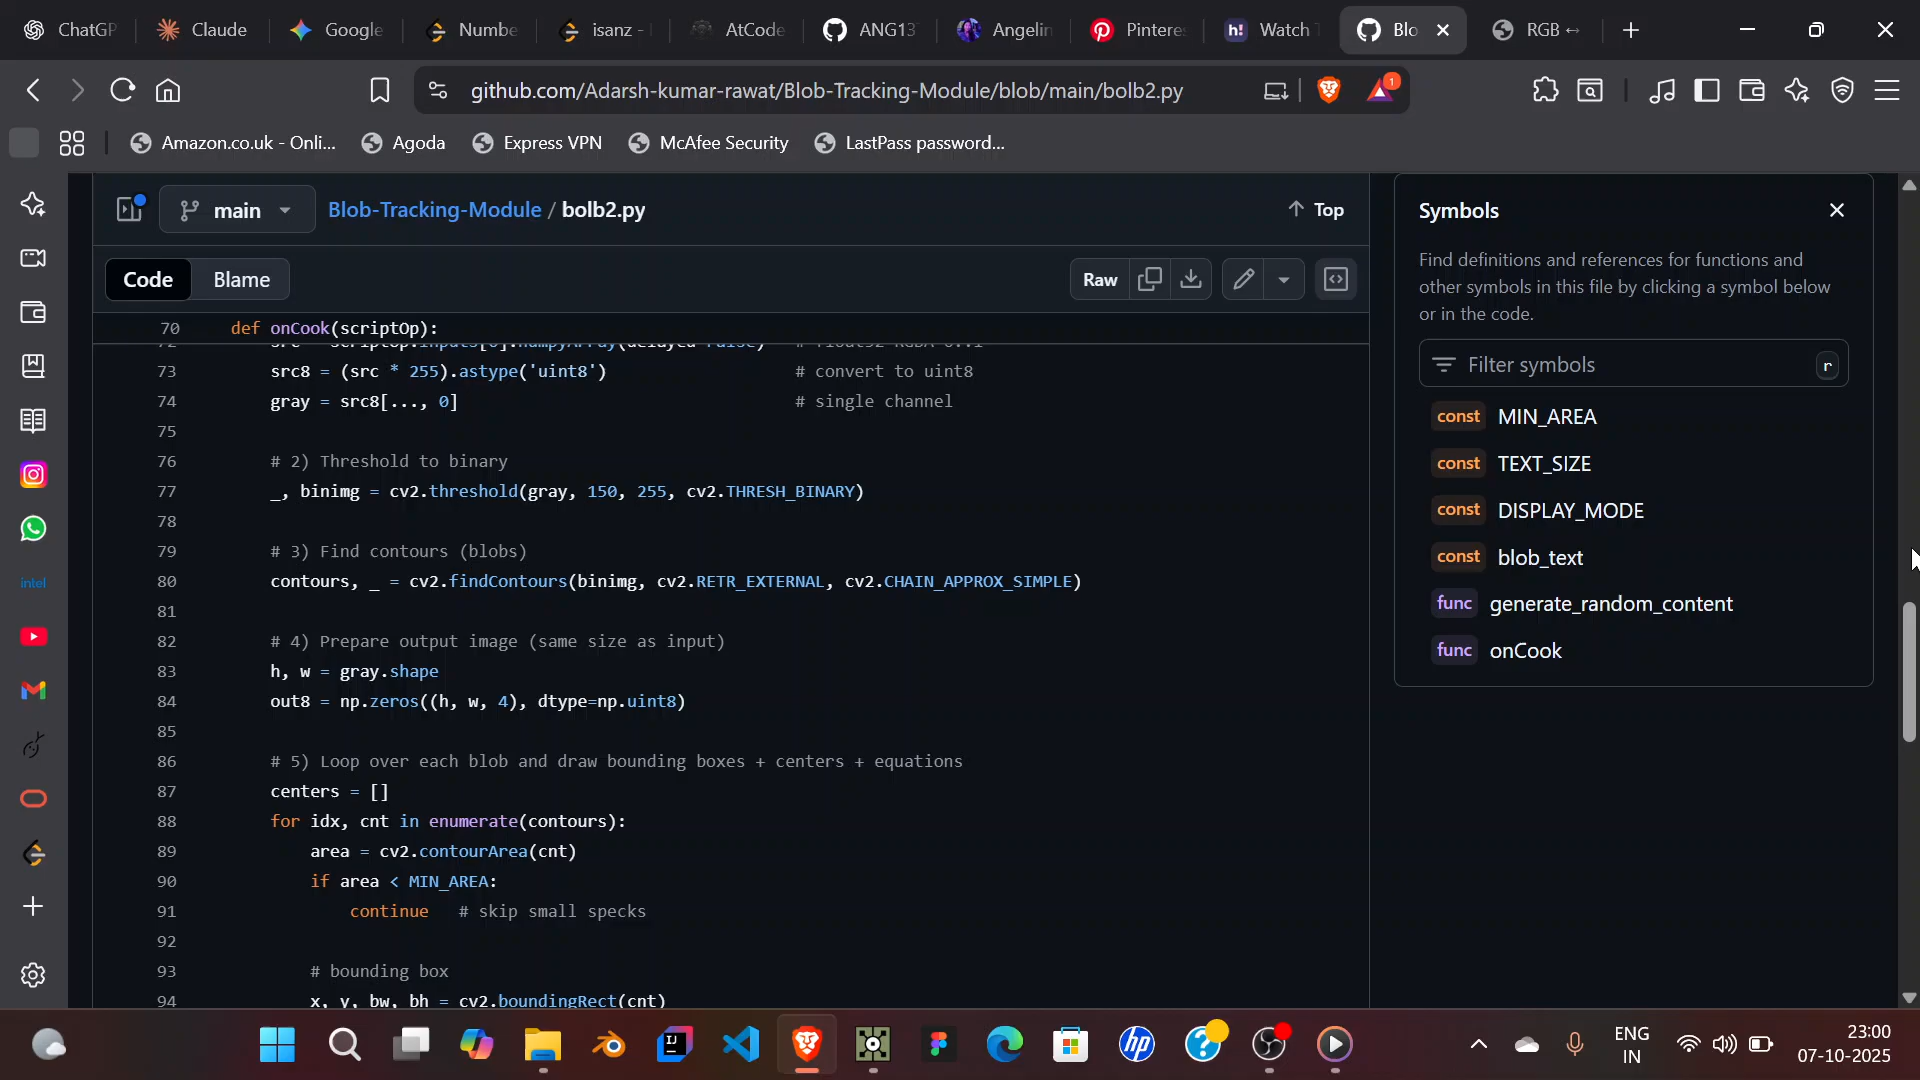 ChatGP
Claude
Google
Numbe
isanz -
AtCode
ANG13
Angelin
Pinteres
Watch T
Blo
RGB ↔
github.com/Adarsh-kumar-rawat/Blob-Tracking-Module/blob/main/bolb2.py
1
Amazon.co.uk - Onli...
Agoda
Express VPN
McAfee Security
LastPass password...
main
Blob-Tracking-Module / bolb2.py
Top
Code
Blame
Raw
70 def onCook(scriptOp):
73 src8 = (src * 255).astype('uint8') # convert to uint8
74 gray = src8[..., 0] # single channel
75
76 # 2) Threshold to binary
77 _, binimg = cv2.threshold(gray, 150, 255, cv2.THRESH_BINARY)
78
79 # 3) Find contours (blobs)
80 contours, _ = cv2.findContours(binimg, cv2.RETR_EXTERNAL, cv2.CHAIN_APPROX_SIMPLE)
81
82 # 4) Prepare output image (same size as input)
83 h, w = gray.shape
84 out8 = np.zeros((h, w, 4), dtype=np.uint8)
85
86 # 5) Loop over each blob and draw bounding boxes + centers + equations
87 centers = []
88 for idx, cnt in enumerate(contours):
89 area = cv2.contourArea(cnt)
90 if area < MIN_AREA:
91 continue # skip small specks
92
93 # bounding box
94 x, y, bw, bh = cv2.boundingRect(cnt)
Symbols
Find definitions and references for functions and
other symbols in this file by clicking a symbol below
or in the code.
Filter symbols
r
const MIN_AREA
const TEXT_SIZE
const DISPLAY_MODE
const blob_text
func generate_random_content
func onCook
intel
ENG
IN
23:00
07-10-2025